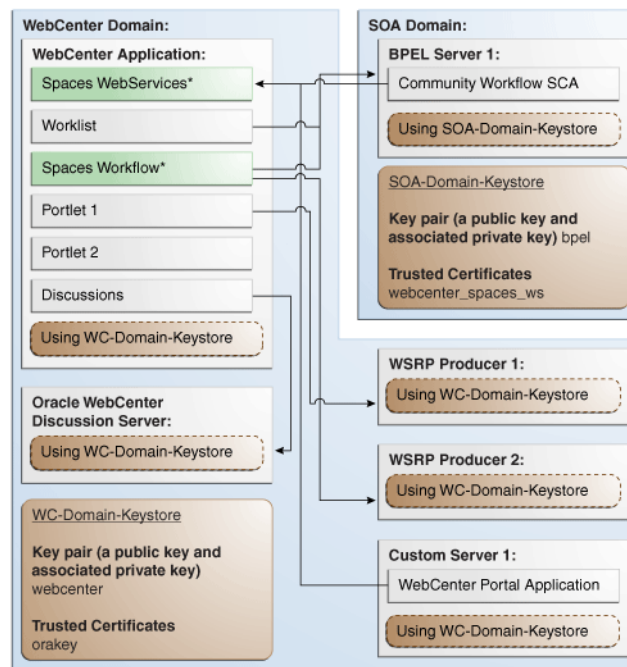 WebCenter Domain:
WebCenter Application:
Spaces WebServices*
Worklist
Spaces Workflow*
Portlet 1
Portlet 2
Discussions
Using WC-Domain-Keystore
Oracle WebCenter
Discussion Server:
Using WC-Domain-Keystore
WC-Domain-Keystore
Key pair (a public key and
associated private key)
webcenter
Trusted Certificates
orakey
SOA Domain:
BPEL Server 1:
Community Workflow SCA
Using SOA-Domain-Keystore
SOA-Domain-Keystore
Key pair (a public key and
associated private key) bpel
Trusted Certificates
webcenter_spaces_ws
WSRP Producer 1:
Using WC-Domain-Keystore
WSRP Producer 2:
Using WC-Domain-Keystore
Custom Server 1:
WebCenter Portal Application
Using WC-Domain-Keystore